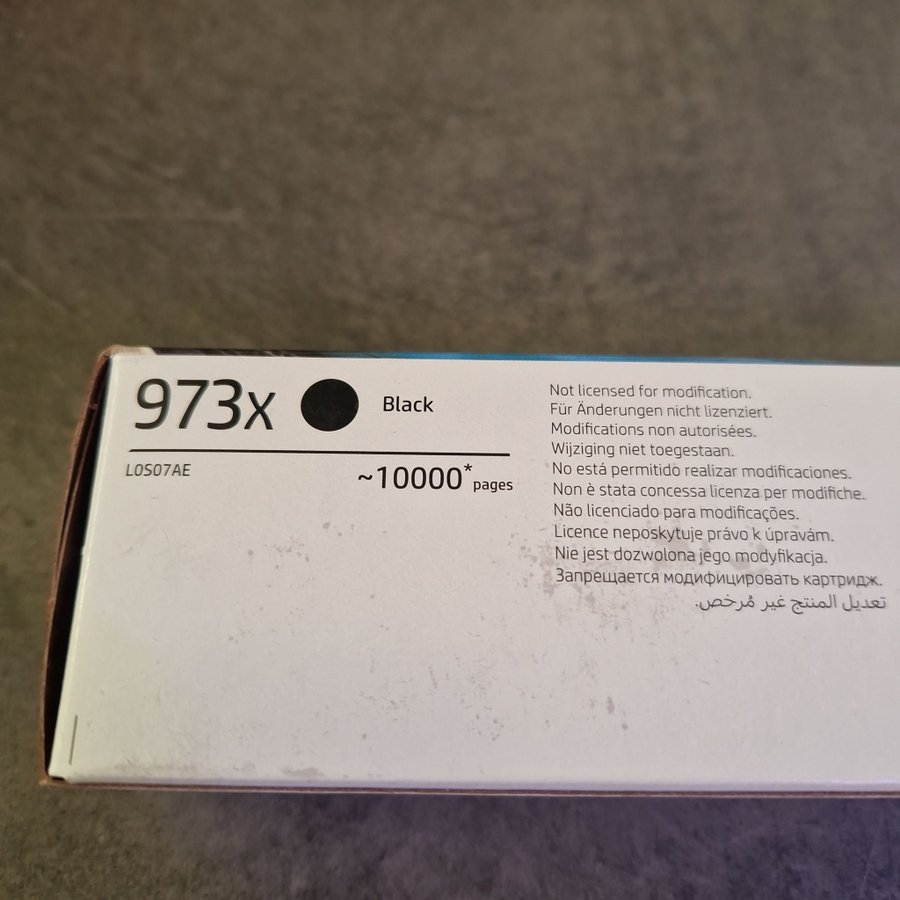 973X
Black
L0S07AE
~10000* pages
Not licensed for modification.
Für Änderungen nicht lizenziert.
Modifications non autorisées.
Wijziging niet toegestaan.
No está permitido realizar modificaciones.
Non è stata concessa licenza per modifiche.
Não licenciado para modificações.
Licence neposkytuje právo k úpravám.
Nie jest dozwolona jego modyfikacja.
Запрещается модифицировать картридж.
تعديل المنتج غير مُرخص.